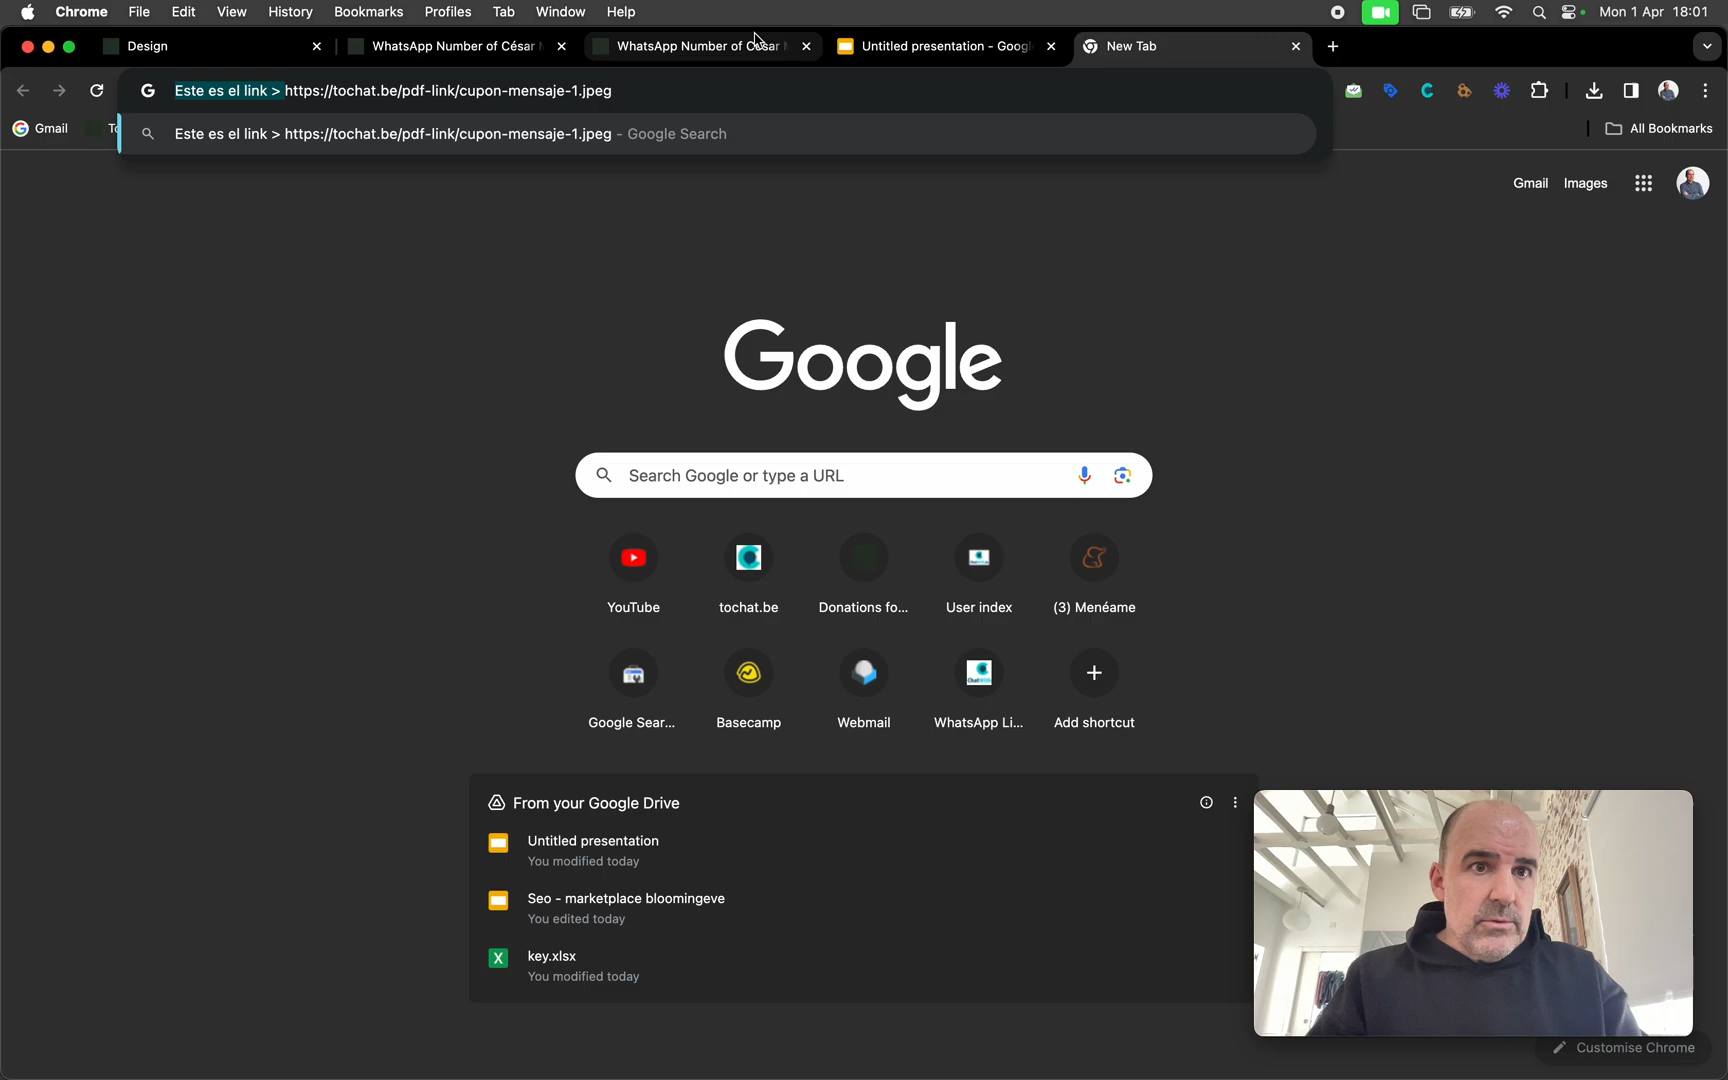 Chrome File Edit View History Bookmarks Profiles Tab Window Help Mon 1 Apr 18:01
Design WhatsApp Number of César WhatsApp Number of César Untitled presentation - Googl New Tab
Este es el link > https://tochat.be/pdf-link/cupon-mensaje-1.jpeg
Gmail Este es el link > https://tochat.be/pdf-link/cupon-mensaje-1.jpeg - Google Search All Bookmarks
Gmail Images
Google
Search Google or type a URL
YouTube tochat.be Donations fo... User index (3) Menéame
Google Sear... Basecamp Webmail WhatsApp Li... Add shortcut
From your Google Drive
Untitled presentation
You modified today
Seo - marketplace bloomingeve
You edited today
key.xlsx
You modified today
Customise Chrome